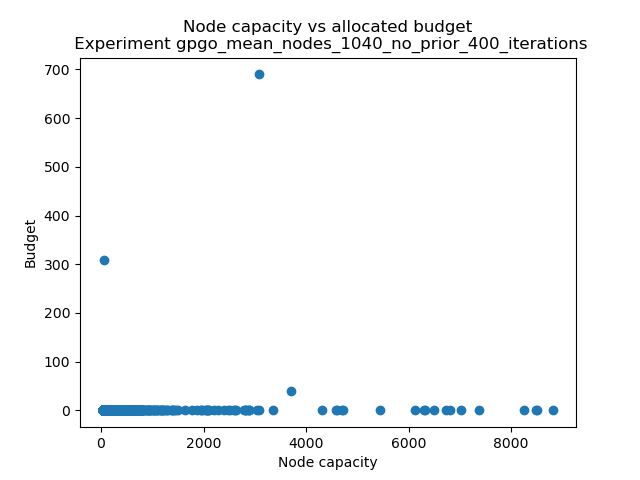 Node capacity vs allocated budget
Experiment gpgo_mean_nodes_1040_no_prior_400_iterations
700
600
500
400
300
200
100
0
Budget
0 2000 4000 6000 8000
Node capacity